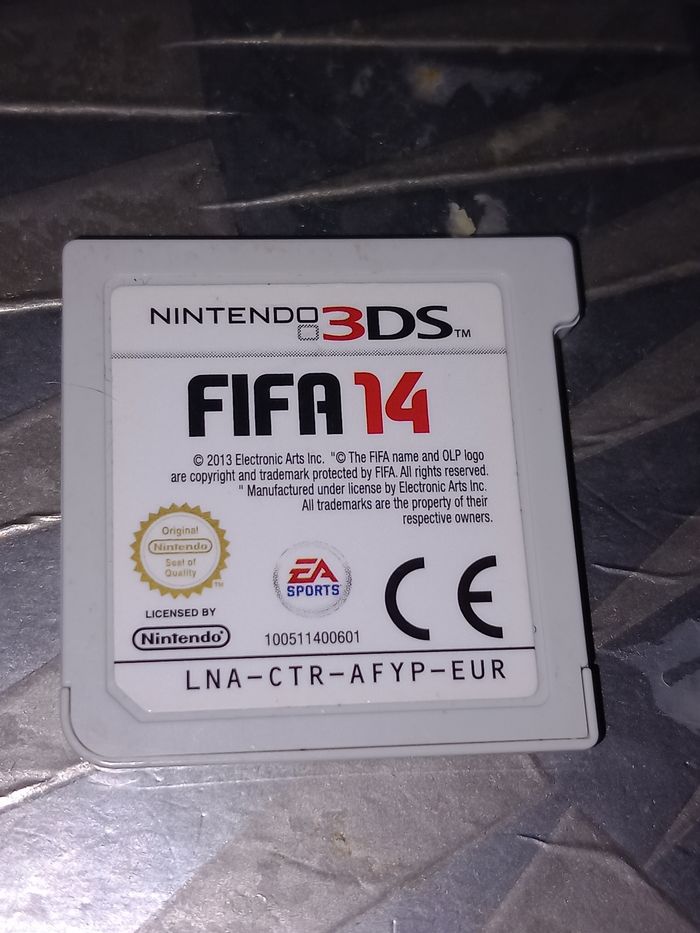 NINTENDO 3DS™
FIFA 14
© 2013 Electronic Arts Inc. "© The FIFA name and OLP logo
are copyright and trademark protected by FIFA. All rights reserved.
" Manufactured under license by Electronic Arts Inc.
All trademarks are the property of their
respective owners.
Original
Nintendo
Seal of
Quality
TM
LICENSED BY
Nintendo®
EA
SPORTS
100511400601
CE
LNA-CTR-AFYP-EUR